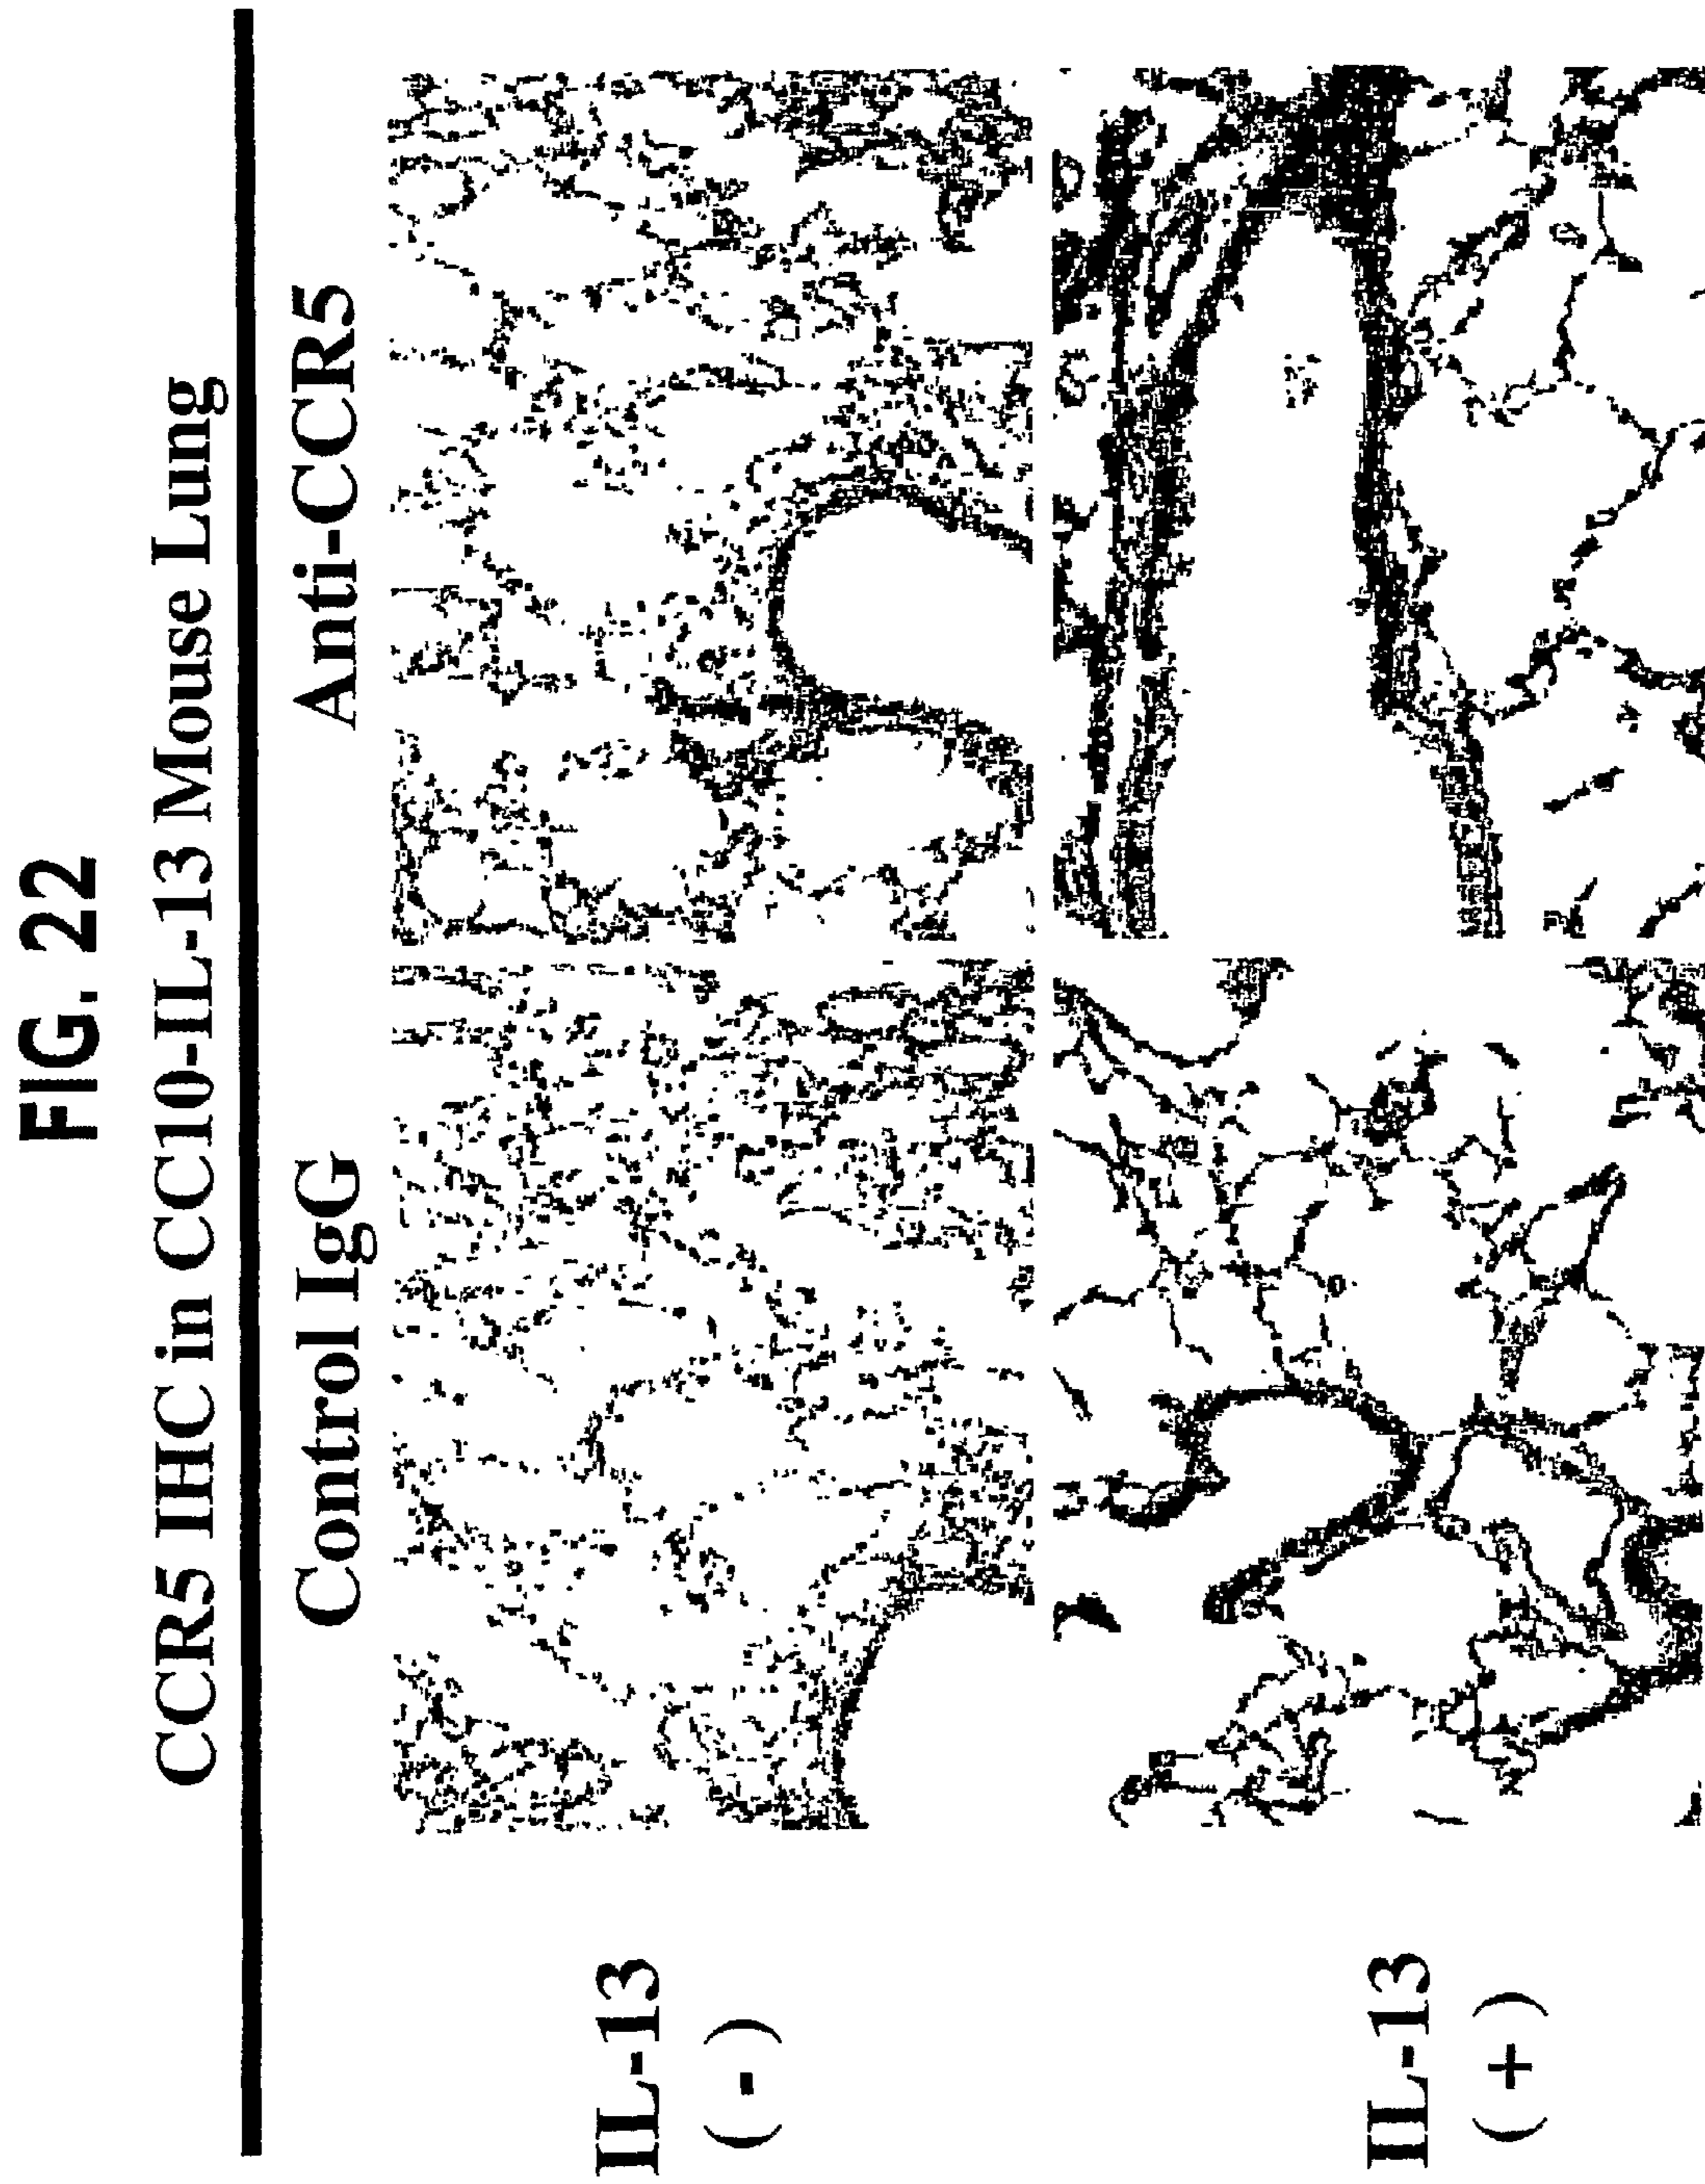 FIG. 22
CCR5 IHC in CC10-IL-13 Mouse Lung
Control IgG
Anti-CCR5
IL-13
( - )
IL-13
( + )